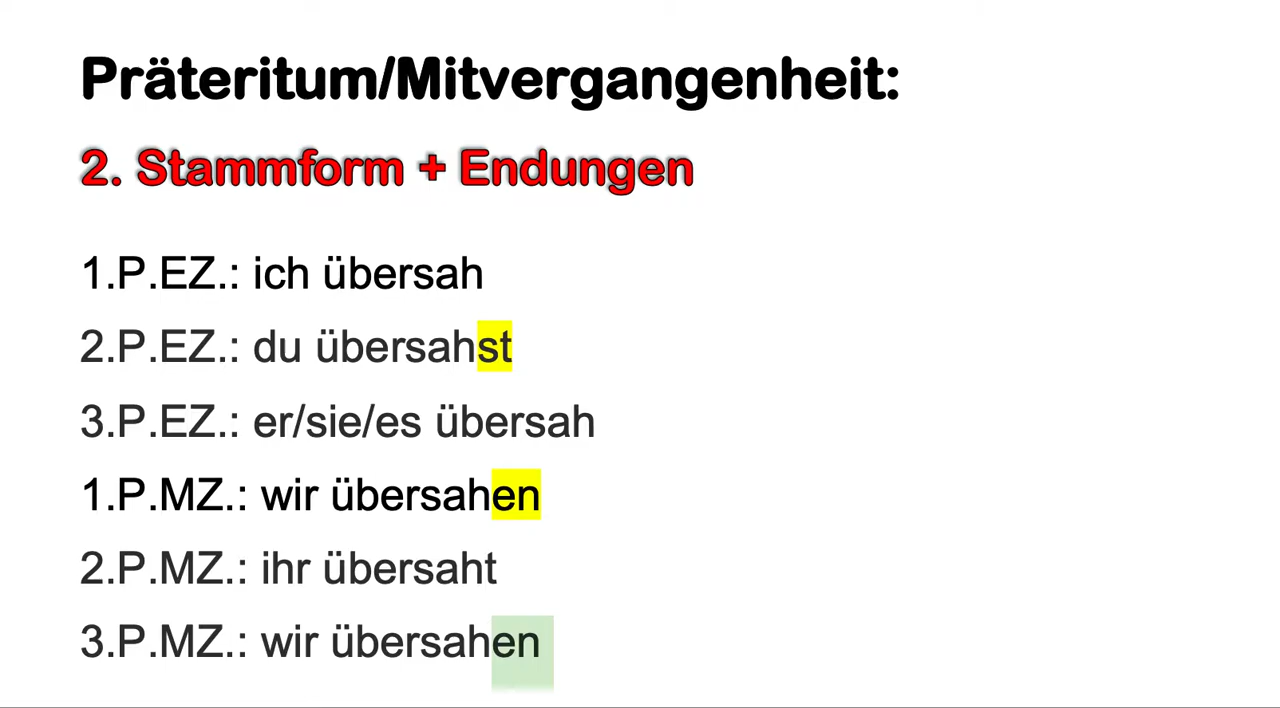 Präteritum/Mitvergangenheit:
2. Stammform + Endungen
1.P.EZ.: ich übersah
2.P.EZ.: du übersahst
3.P.EZ.: er/sie/es übersah
1.P.MZ.: wir übersahen
2.P.MZ.: ihr übersaht
3.P.MZ.: wir übersahen